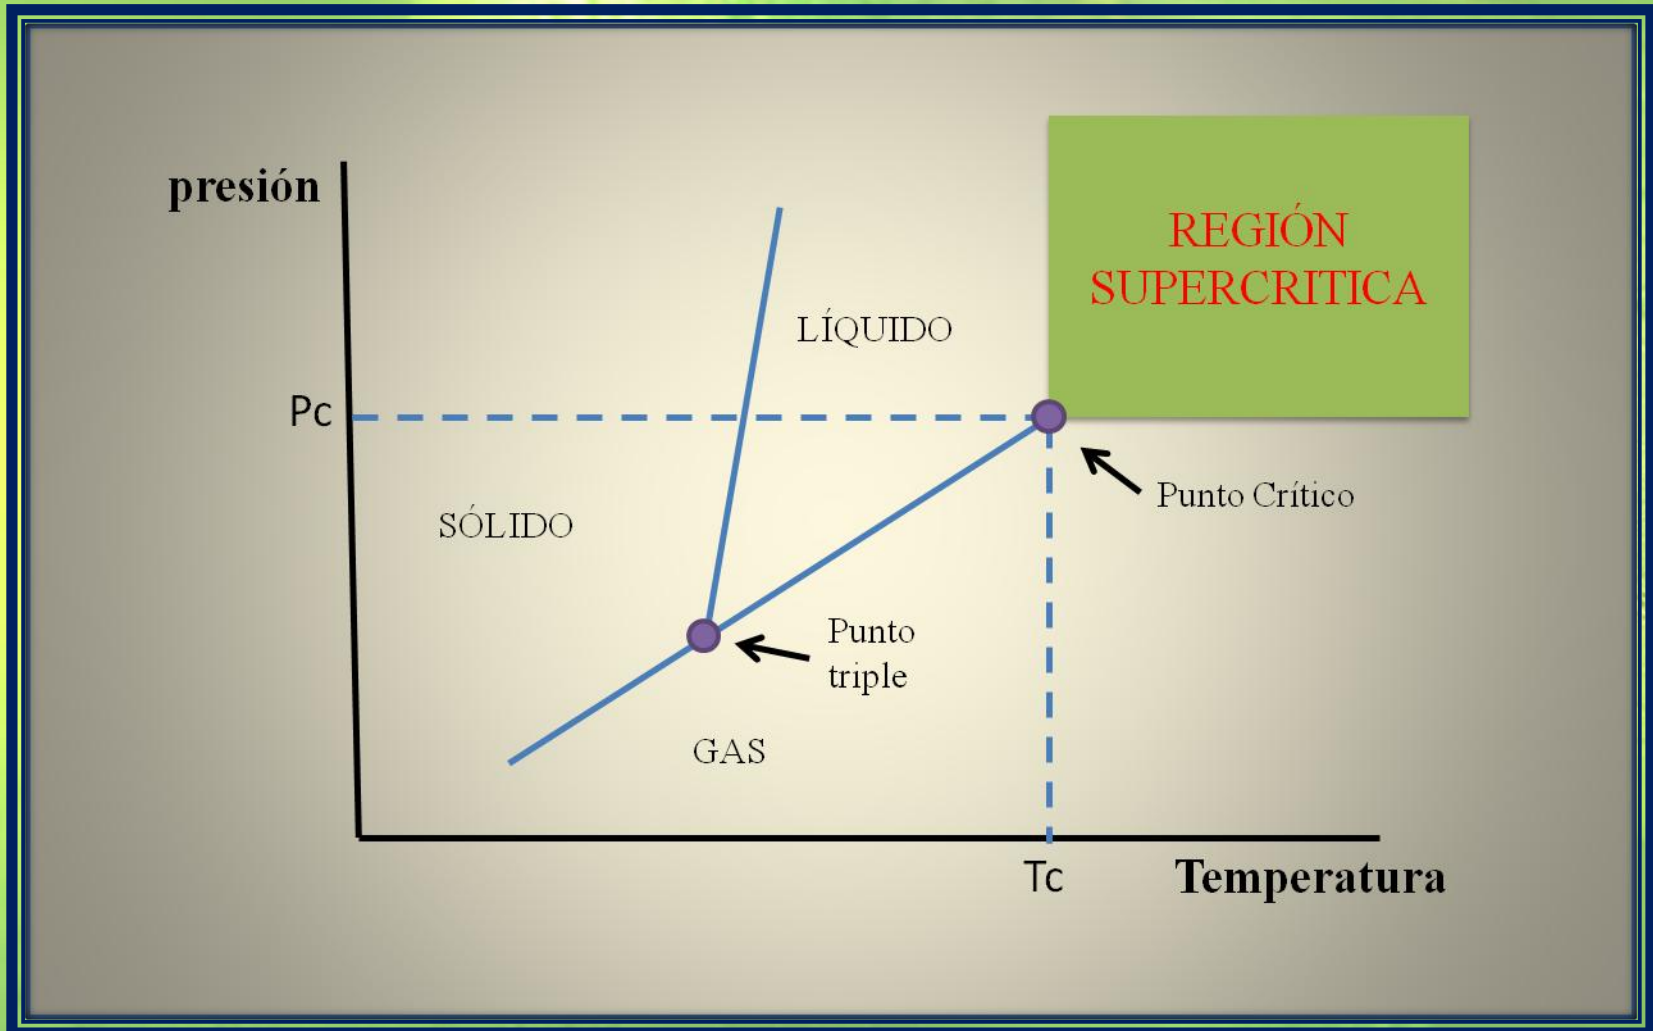 presión
REGIÓN
SUPERCRITICA
LÍQUIDO
Pc
Punto Crítico
SÓLIDO
Punto
triple
GAS
Tc
Temperatura